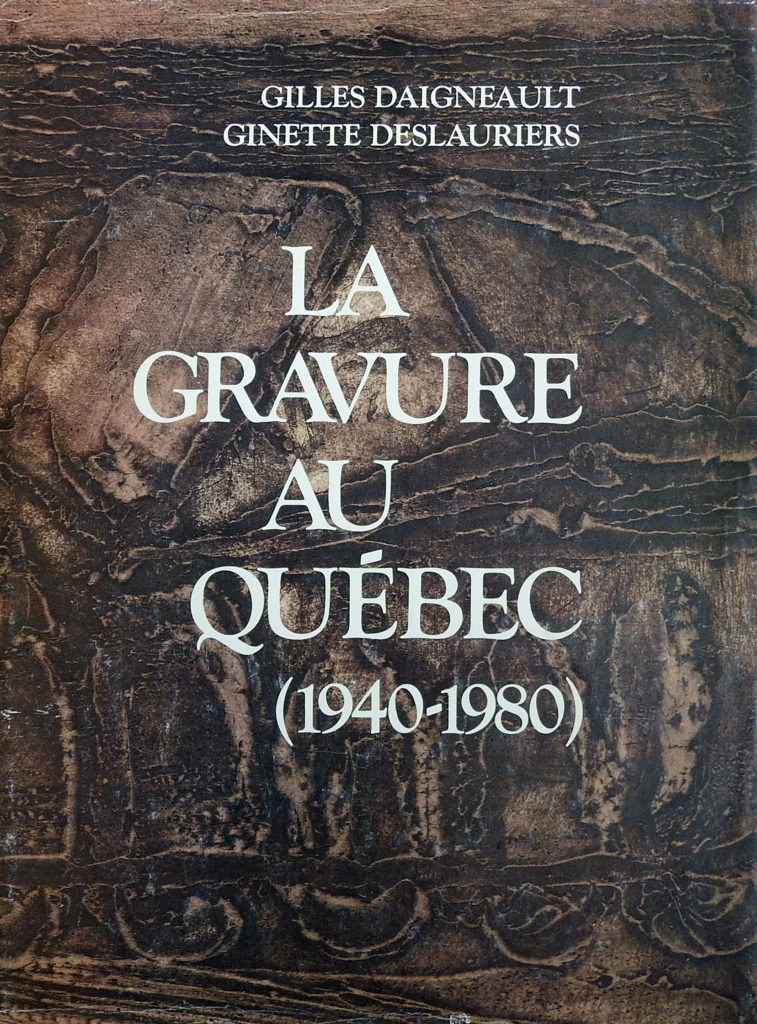 GILLES DAIGNEAULT
GINETTE DESLAURIERS
LA
GRAVURE
AU
QUÉBEC
(1940-1980)